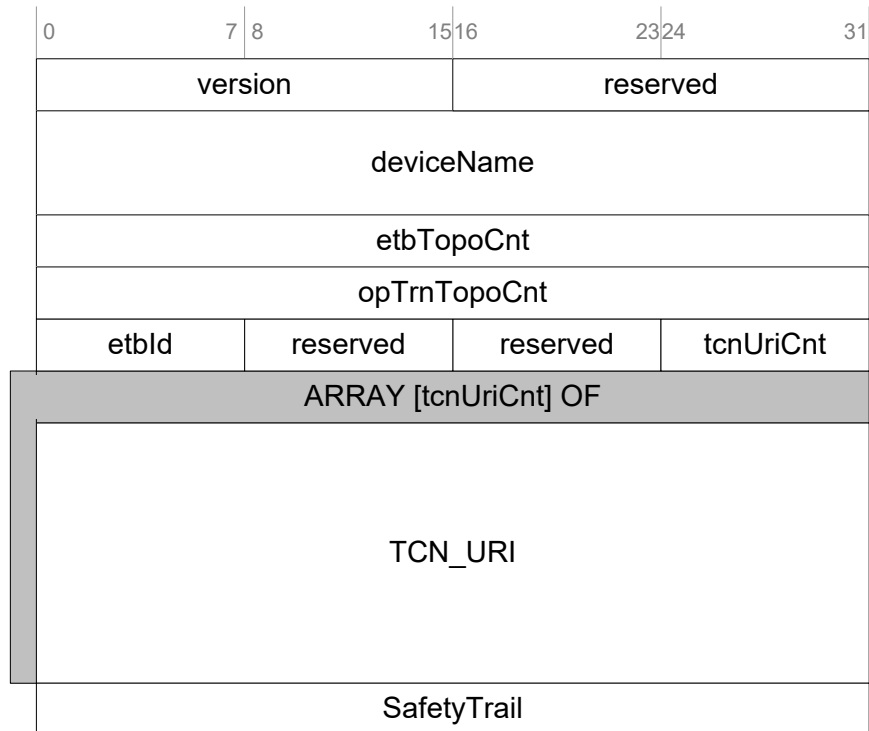 0 7 8 15 16 23 24 31
version reserved
deviceName
etbTopoCnt
opTrnTopoCnt
etbId reserved reserved tcnUriCnt
ARRAY [tcnUriCnt] OF
TCN_URI
SafetyTrail